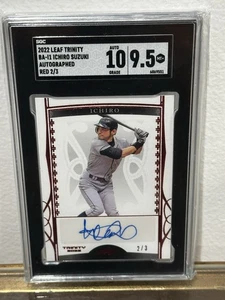 SGC
2022 LEAF TRINITY
BA-I1 ICHIRO SUZUKI
AUTOGRAPHED
RED 2/3
AUTO
10
GRADE
9.5
ICHIRO
TRINITY
2/3